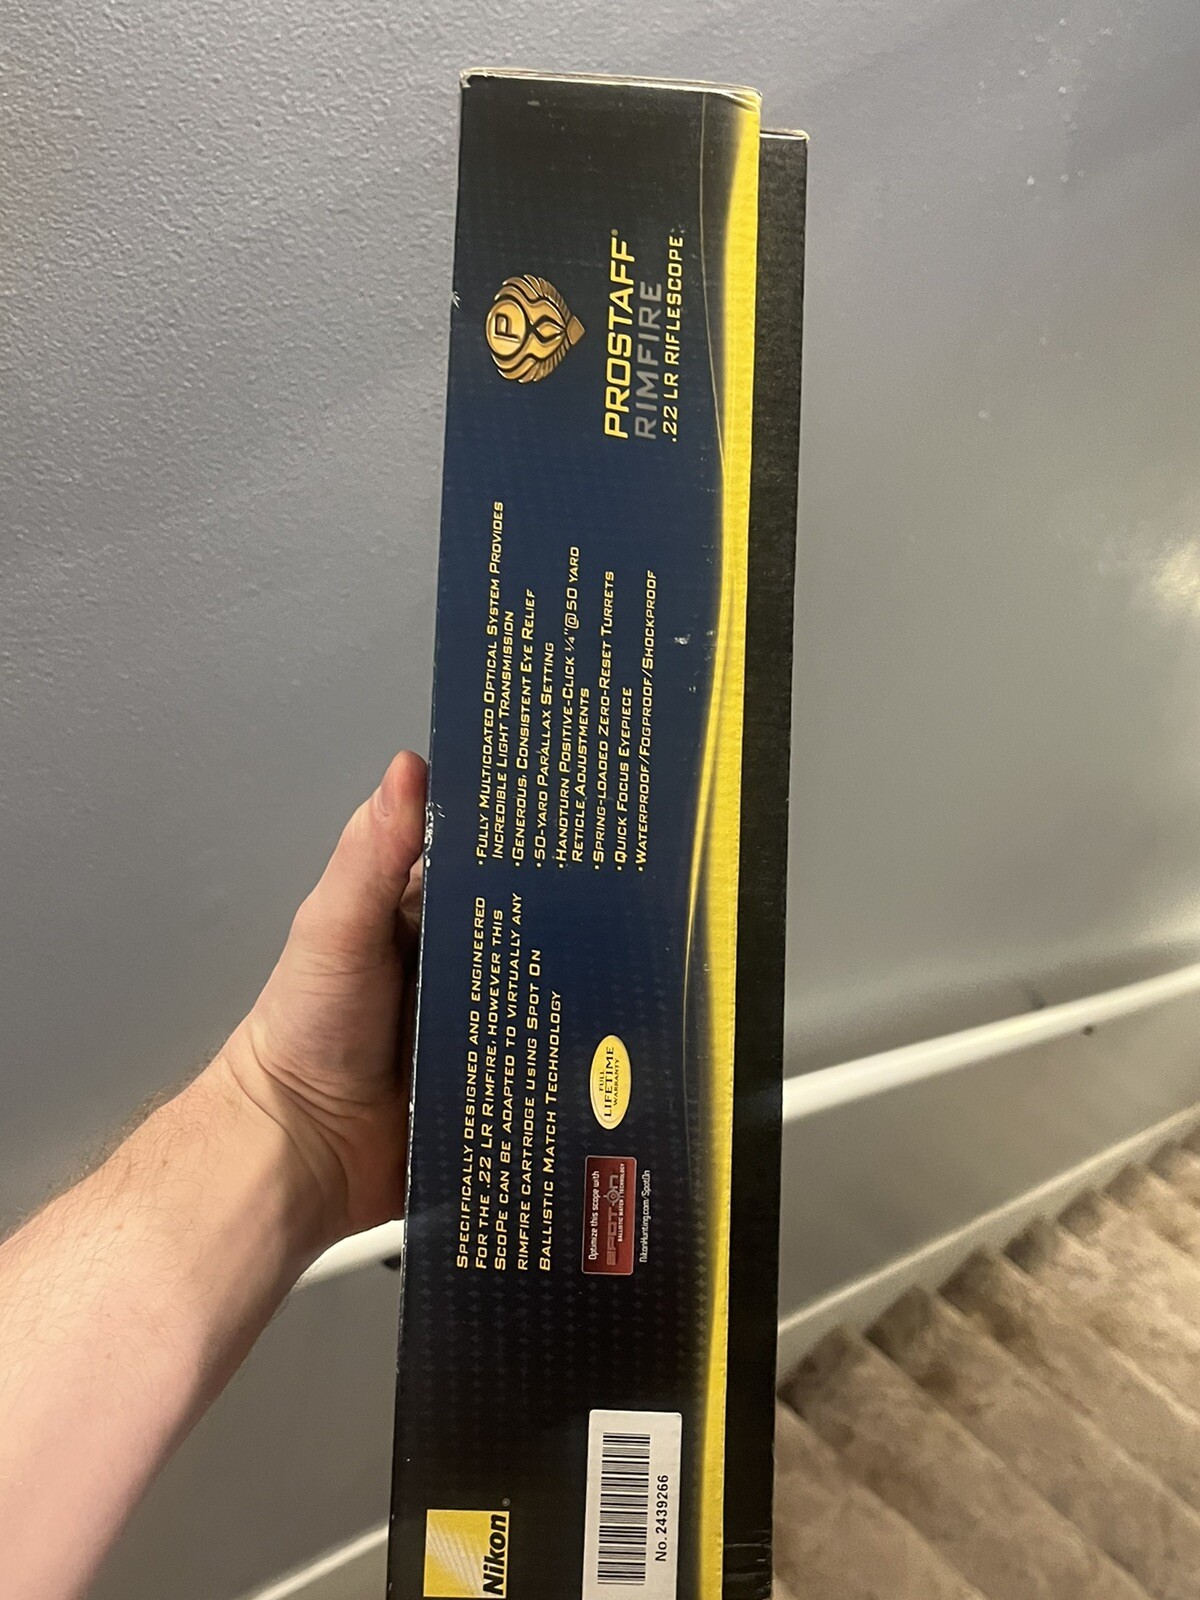 Nikon®
No. 2439266
SPECIFICALLY DESIGNED AND ENGINEERED
FOR THE .22 LR RIMFIRE, HOWEVER THIS
SCOPE CAN BE ADAPTED TO VIRTUALLY ANY
RIMFIRE CARTRIDGE USING SPOT ON
BALLISTIC MATCH TECHNOLOGY
Optimize this scope with
SPOT ON
BALLISTIC MATCH TECHNOLOGY
NikonHunting.com/SpotOn
FULL
LIFETIME
WARRANTY
•FULLY MULTICOATED OPTICAL SYSTEM PROVIDES
INCREDIBLE LIGHT TRANSMISSION
•GENEROUS, CONSISTENT EYE RELIEF
•50-YARD PARALLAX SETTING
•HANDTURN POSITIVE-CLICK ¼"@50 YARD
RETICLE ADJUSTMENTS
•SPRING-LOADED ZERO-RESET TURRETS
•QUICK FOCUS EYEPIECE
•WATERPROOF/FOGPROOF/SHOCKPROOF
P
PROSTAFF®
RIMFIRE
.22 LR RIFLESCOPE